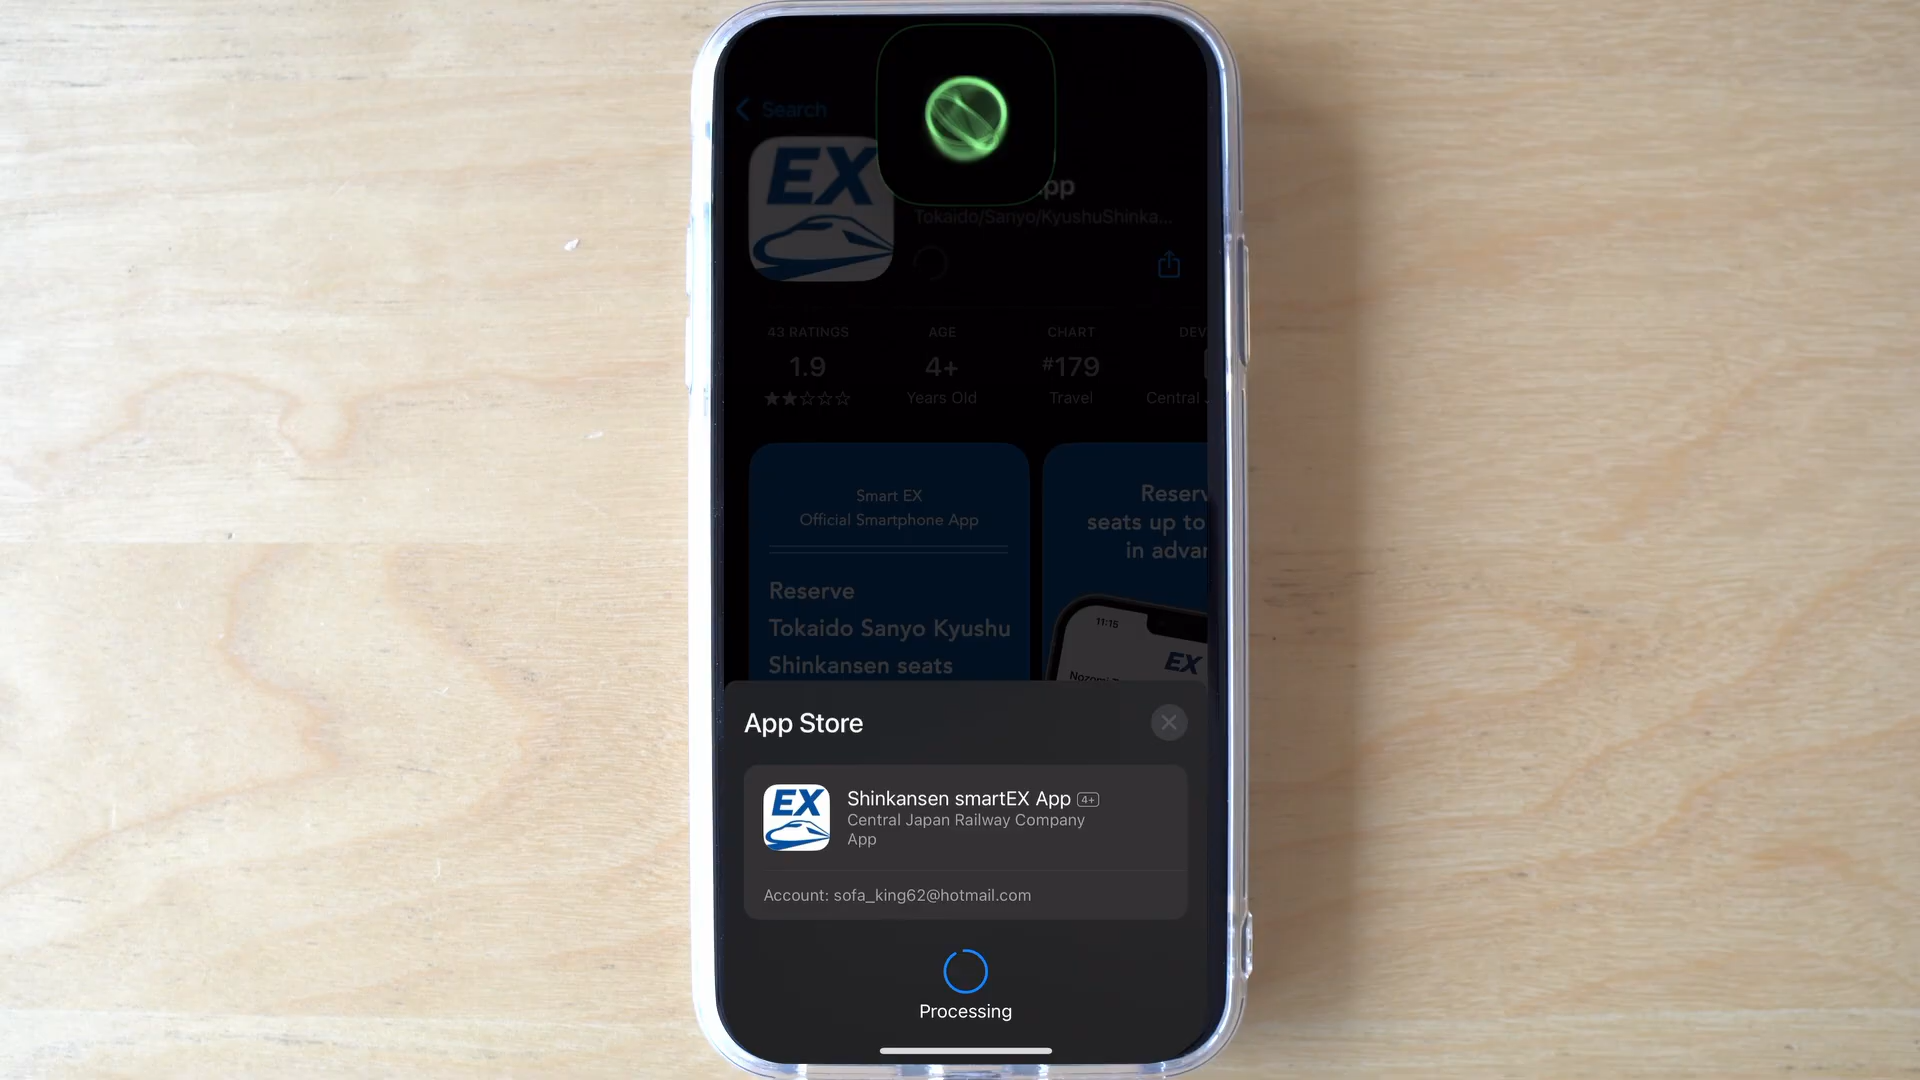 Search
EX
pp
Tokaido/Sanyo/KyushuShinka...
43 RATINGS
AGE
CHART
DEV
1.9
4+
#179
Years Old
Travel
Central
Smart EX
Official Smartphone App
Reserv
seats up to
in advan
Reserve
Tokaido Sanyo Kyushu
Shinkansen seats
11:15
EX
Nozomi
App Store
EX
Shinkansen smartEX App 4+
Central Japan Railway Company
App
Account: sofa_king62@hotmail.com
Processing